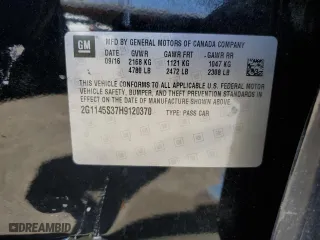 GM
MFD BY GENERAL MOTORS OF CANADA COMPANY
DATE GVWR GAWR FRT GAWR RR
09/16 2168 KG 1121 KG 1047 KG
4780 LB 2472 LB 2308 LB
THIS VEHICLE CONFORMS TO ALL APPLICABLE U.S. FEDERAL MOTOR
VEHICLE SAFETY, BUMPER, AND THEFT PREVENTION STANDARDS IN
EFFECT ON THE DATE OF MANUFACTURE SHOWN ABOVE.
2G1145S37H9120370 TYPE: PASS CAR
DREAMBID